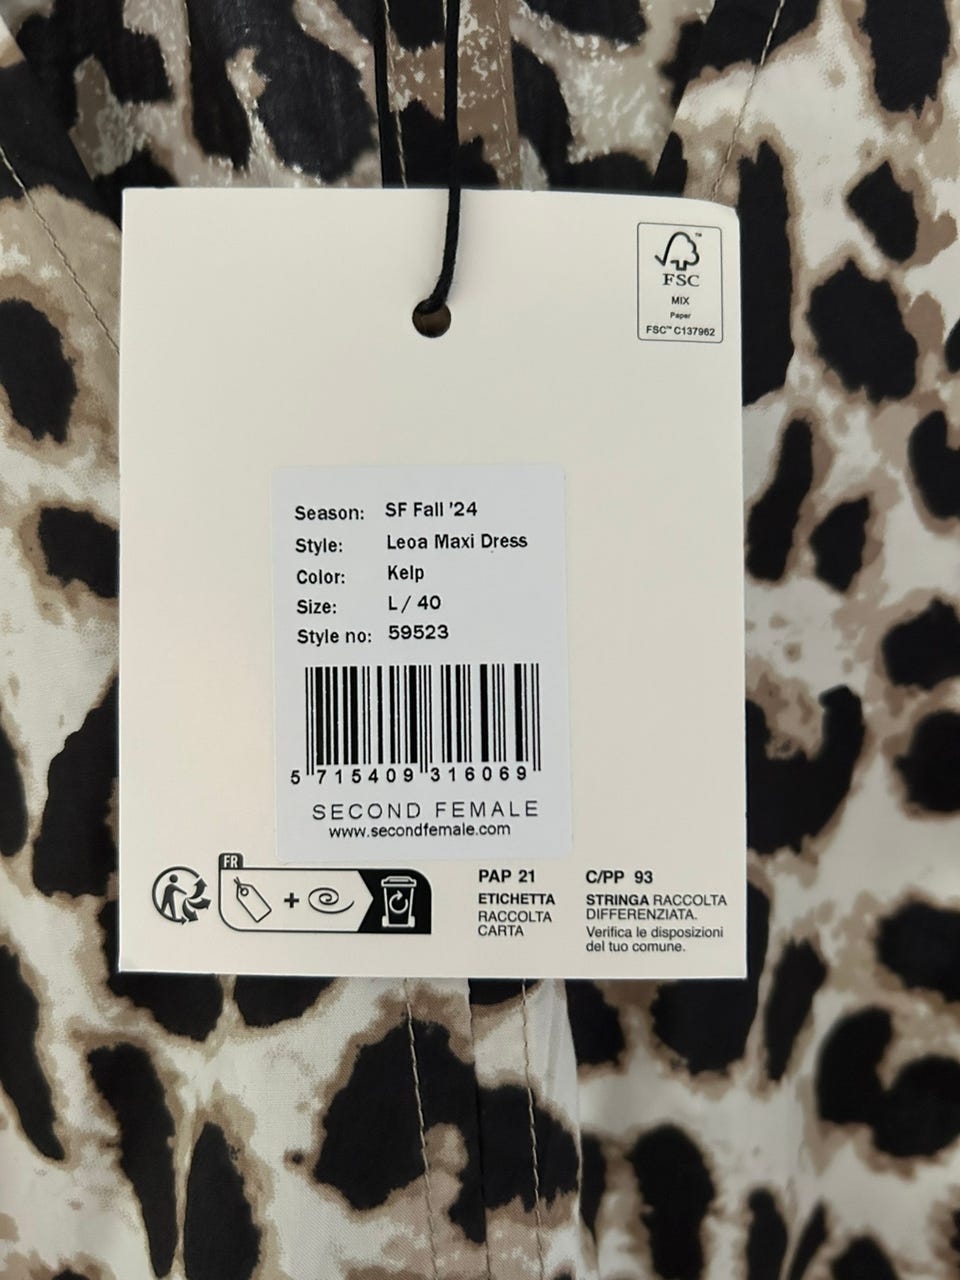 FSC™
MIX
Paper
FSC™ C137962
Season: SF Fall '24
Style: Leoa Maxi Dress
Color: Kelp
Size: L / 40
Style no: 59523
5 715409 316069
SECOND FEMALE
www.secondfemale.com
FR
+
PAP 21
ETICHETTA
RACCOLTA
CARTA
C/PP 93
STRINGA RACCOLTA
DIFFERENZIATA.
Verifica le disposizioni
del tuo comune.